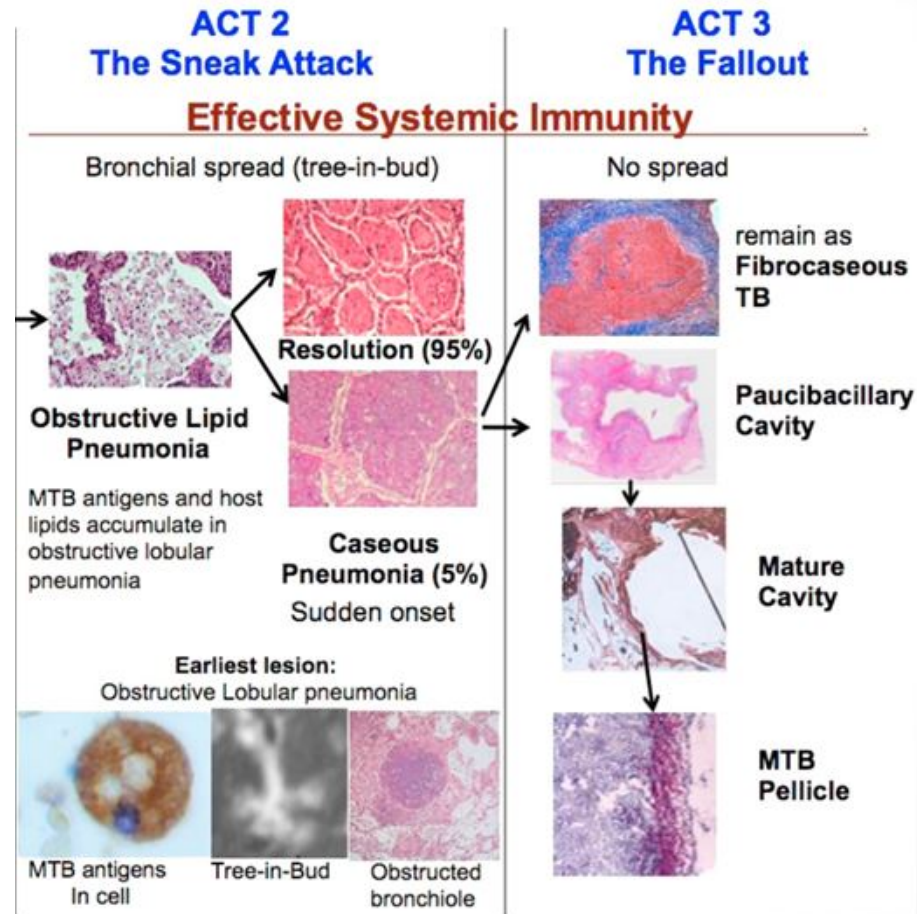 ACT 2
The Sneak Attack
ACT 3
The Fallout
Effective Systemic Immunity
Bronchial spread (tree-in-bud)
No spread
Resolution (95%)
Obstructive Lipid
Pneumonia
MTB antigens and host
lipids accumulate in
obstructive lobular
pneumonia
Caseous
Pneumonia (5%)
Sudden onset
remain as
Fibrocaseous
TB
Paucibacillary
Cavity
Mature
Cavity
MTB
Pellicle
Earliest lesion:
Obstructive Lobular pneumonia
MTB antigens
In cell
Tree-in-Bud
Obstructed
bronchiole